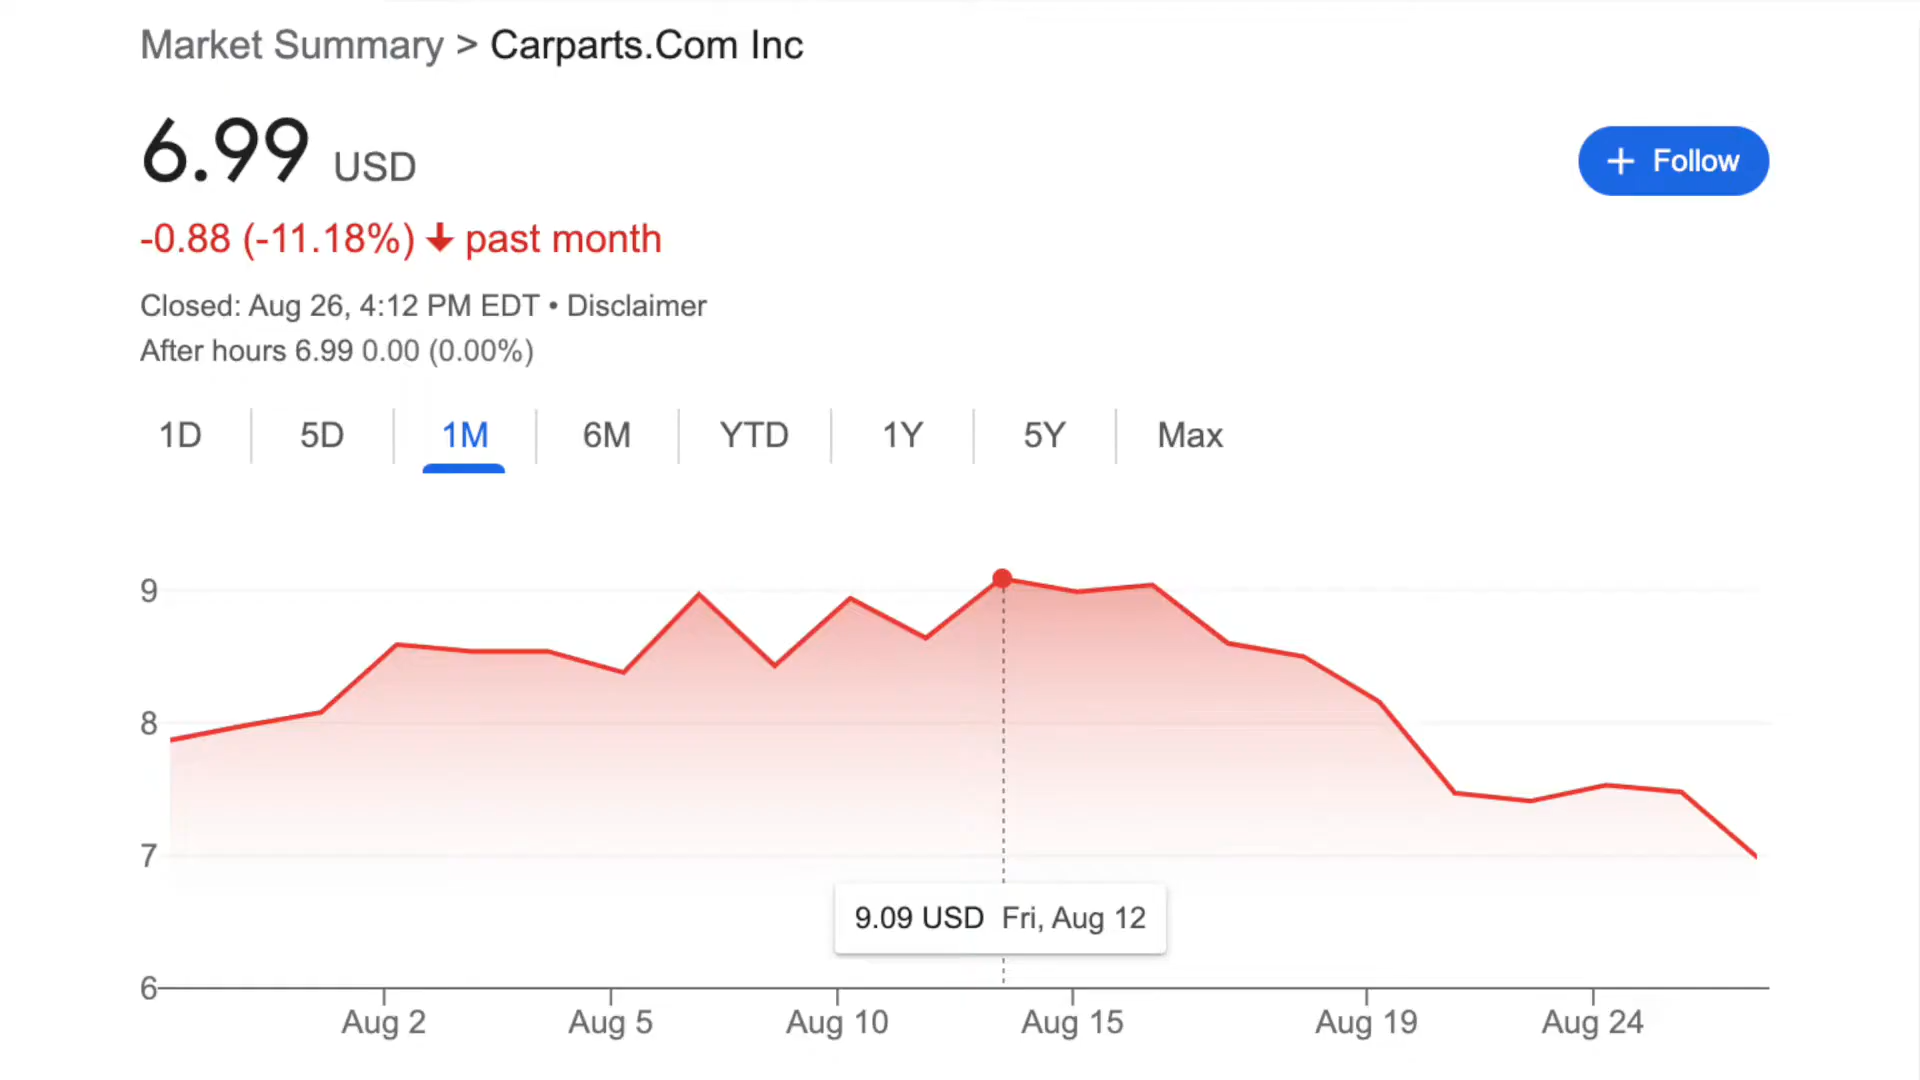 Market Summary > Carparts.Com Inc
6.99 USD
+ Follow
-0.88 (-11.18%) ↓ past month
Closed: Aug 26, 4:12 PM EDT • Disclaimer
After hours 6.99 0.00 (0.00%)
1D 5D 1M 6M YTD 1Y 5Y Max
9
8
7
9.09 USD Fri, Aug 12
6
Aug 2 Aug 5 Aug 10 Aug 15 Aug 19 Aug 24